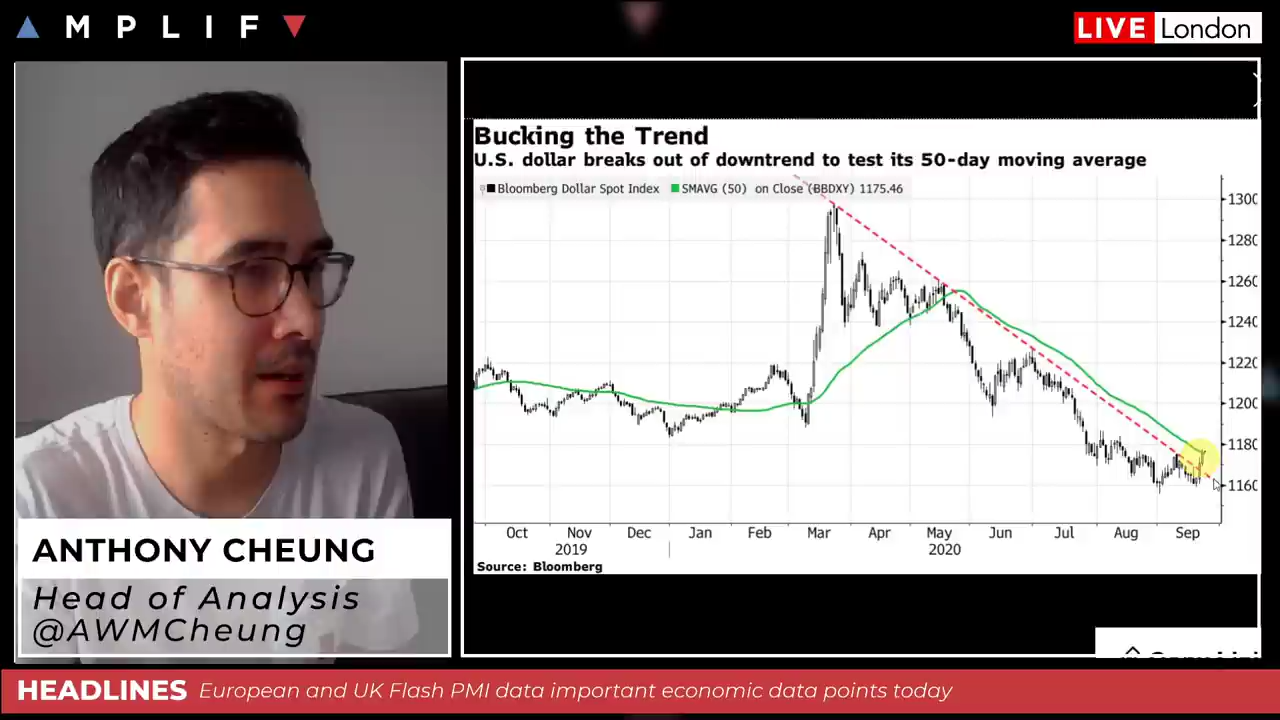 AMPLIFY
LIVE London
Bucking the Trend
U.S. dollar breaks out of downtrend to test its 50-day moving average
Bloomberg Dollar Spot Index SMAVG (50) on Close (BBDXY) 1175.46
1300
1280
1260
1240
1220
1200
1180
1160
Oct Nov Dec Jan Feb Mar Apr May Jun Jul Aug Sep
2019 2020
Source: Bloomberg
ANTHONY CHEUNG
Head of Analysis
@AWMCheung
HEADLINES European and UK Flash PMI data important economic data points today